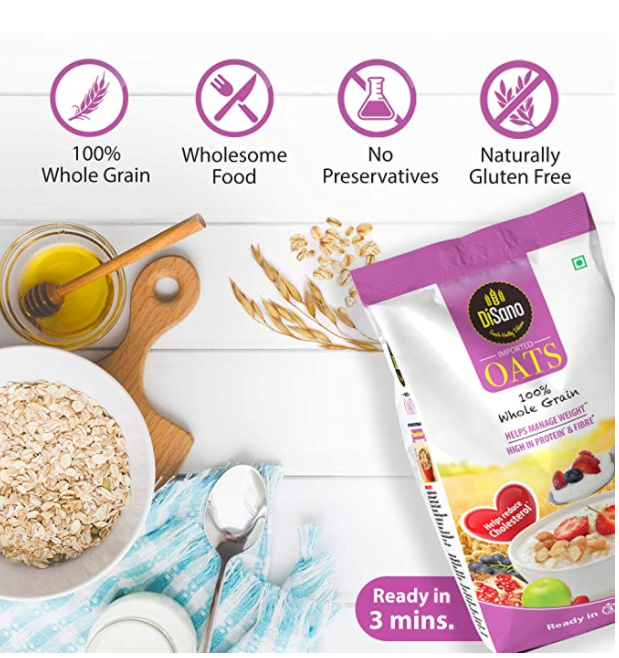 100%
Whole Grain
Wholesome
Food
No
Preservatives
Naturally
Gluten Free
DiSano
IMPORTED
OATS
100%
Whole Grain
HELPS MANAGE WEIGHT
HIGH IN PROTEIN* & FIBRE*
Helps reduce
Cholesterol
Ready in
Ready in
3 mins.